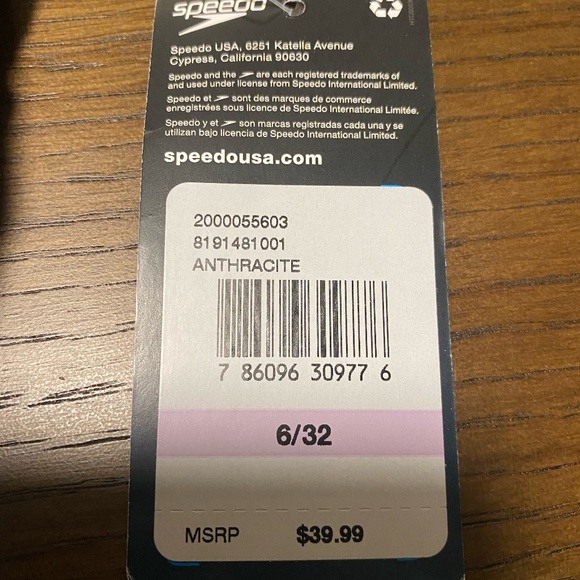 speedo
Speedo USA, 6251 Katella Avenue
Cypress, California 90630
Speedo and the are each registered trademarks of
and used under license from Speedo International Limited.
Speedo et sont des marques de commerce
enregistrées sous licence de Speedo International Limitée.
Speedo y et son marcas registradas cada una y se
utilizan bajo licencia de Speedo International Limited.
speedousa.com
2000055603
8191481001
ANTHRACITE
7 86096 30977 6
6/32
MSRP $39.99